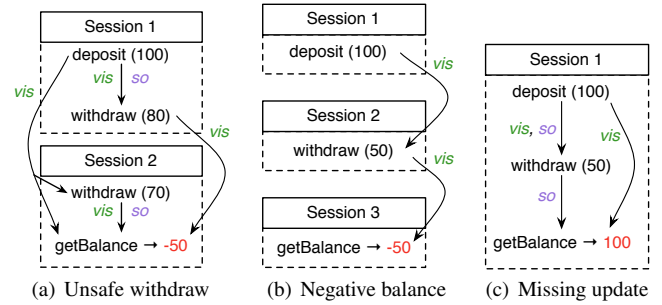 Session 1
deposit (100)
vis
so
vis
withdraw (80)
vis
Session 2
withdraw (70)
vis
so
getBalance → -50
(a) Unsafe withdraw
Session 1
deposit (100)
vis
Session 2
withdraw (50)
vis
Session 3
getBalance → -50
(b) Negative balance
Session 1
deposit (100)
vis, so
vis
withdraw (50)
so
getBalance → 100
(c) Missing update